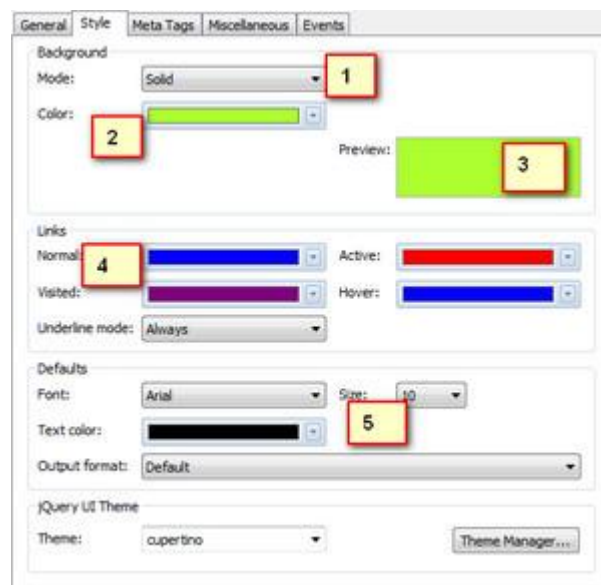 General Style Meta Tags Miscellaneous Events
Background
Mode: Solid 1
Color: 2
Preview: 3
Links
Normal: 4 Active:
Visited: Hover:
Underline mode: Always
Defaults
Font: Arial Size: 10
Text color: 5
Output format: Default
jQuery UI Theme
Theme: cupertino Theme Manager...